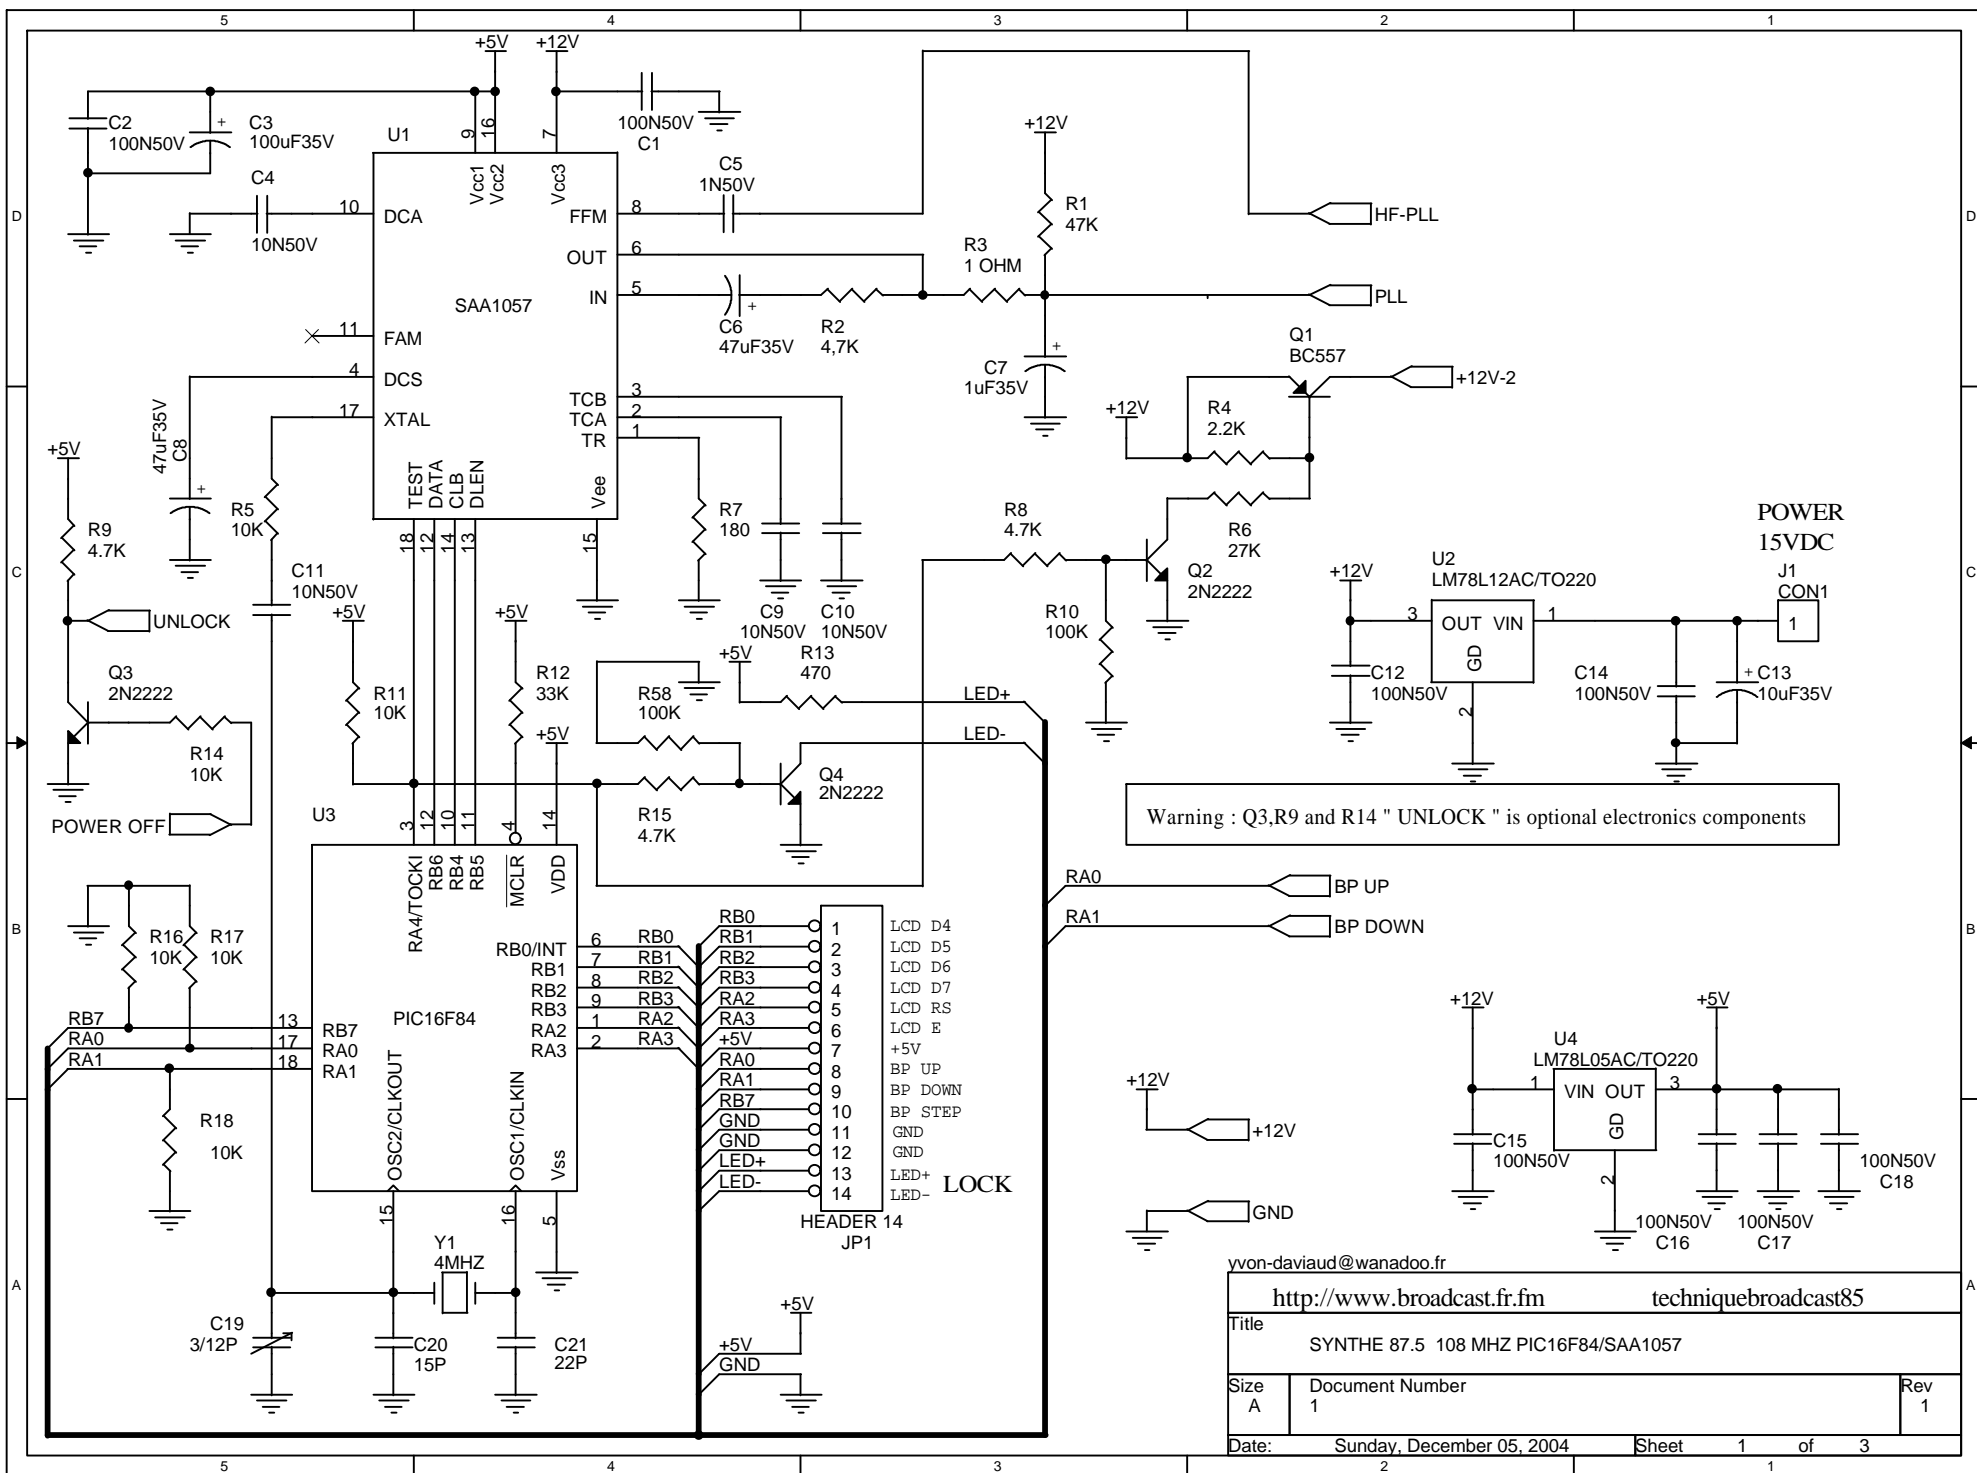 5 4 3 2 1
D
C
B
A
D
C
B
A
+5V
+12V
C2
100N50V
C3
+
100uF35V
U1
9
16
7
Vcc1
Vcc2
Vcc3
100N50V
C1
C4
10N50V
10
DCA
SAA1057
FFM
8
C5
1N50V
OUT
6
IN
5
C6
+
47uF35V
R2
4,7K
R3
1 OHM
+12V
R1
47K
HF-PLL
PLL
C7
+
1uF35V
11
FAM
4
DCS
17
XTAL
TCB
3
TCA
2
TR
1
TEST
DATA
CLB
DLEN
Vee
18
12
14
13
15
47uF35V
C8
+
+5V
R9
4.7K
R5
10K
C11
10N50V
UNLOCK
Q3
2N2222
R14
10K
POWER OFF
R7
180
C9
10N50V
C10
10N50V
Q1
BC557
+12V-2
+12V
R4
2.2K
R6
27K
R8
4.7K
Q2
2N2222
R10
100K
POWER
15VDC
J1
CON1
1
U2
LM78L12AC/TO220
+12V
3
OUT VIN
1
GD
2
C12
100N50V
C14
100N50V
+
C13
10uF35V
+5V
R11
10K
+5V
R12
33K
R58
100K
+5V
R13
470
LED+
LED-
+5V
R15
4.7K
Q4
2N2222
Warning : Q3,R9 and R14 " UNLOCK " is optional electronics components
U3
3
12
10
11
4
14
RA4/TOCKI
RB6
RB4
RB5
MCLR
VDD
PIC16F84
RB0/INT
6
RB0
RB1
7
RB1
RB2
8
RB2
RB3
9
RB3
RA2
1
RA2
RA3
2
RA3
R16
10K
R17
10K
RB7
13
RB7
RA0
17
RA0
RA1
18
RA1
R18
10K
OSC2/CLKOUT
OSC1/CLKIN
Vss
15
16
5
Y1
4MHZ
C19
3/12P
C20
15P
C21
22P
RB0 1 LCD D4
RB1 2 LCD D5
RB2 3 LCD D6
RB3 4 LCD D7
RA2 5 LCD RS
RA3 6 LCD E
+5V 7 +5V
RA0 8 BP UP
RA1 9 BP DOWN
RB7 10 BP STEP
GND 11 GND
GND 12 GND
LED+ 13 LED+
LED- 14 LED-
LOCK
HEADER 14
JP1
+5V
+5V
GND
RA0
BP UP
RA1
BP DOWN
+12V
+12V
GND
+12V
+5V
U4
LM78L05AC/TO220
1
VIN OUT
3
GD
2
C15
100N50V
100N50V
C16
100N50V
C17
100N50V
C18
yvon-daviaud@wanadoo.fr
http://www.broadcast.fr.fm techniquebroadcast85
Title
SYNTHE 87.5 108 MHZ PIC16F84/SAA1057
Size
A
Document Number
1
Rev
1
Date: Sunday, December 05, 2004 Sheet 1 of 3
5 4 3 2 1